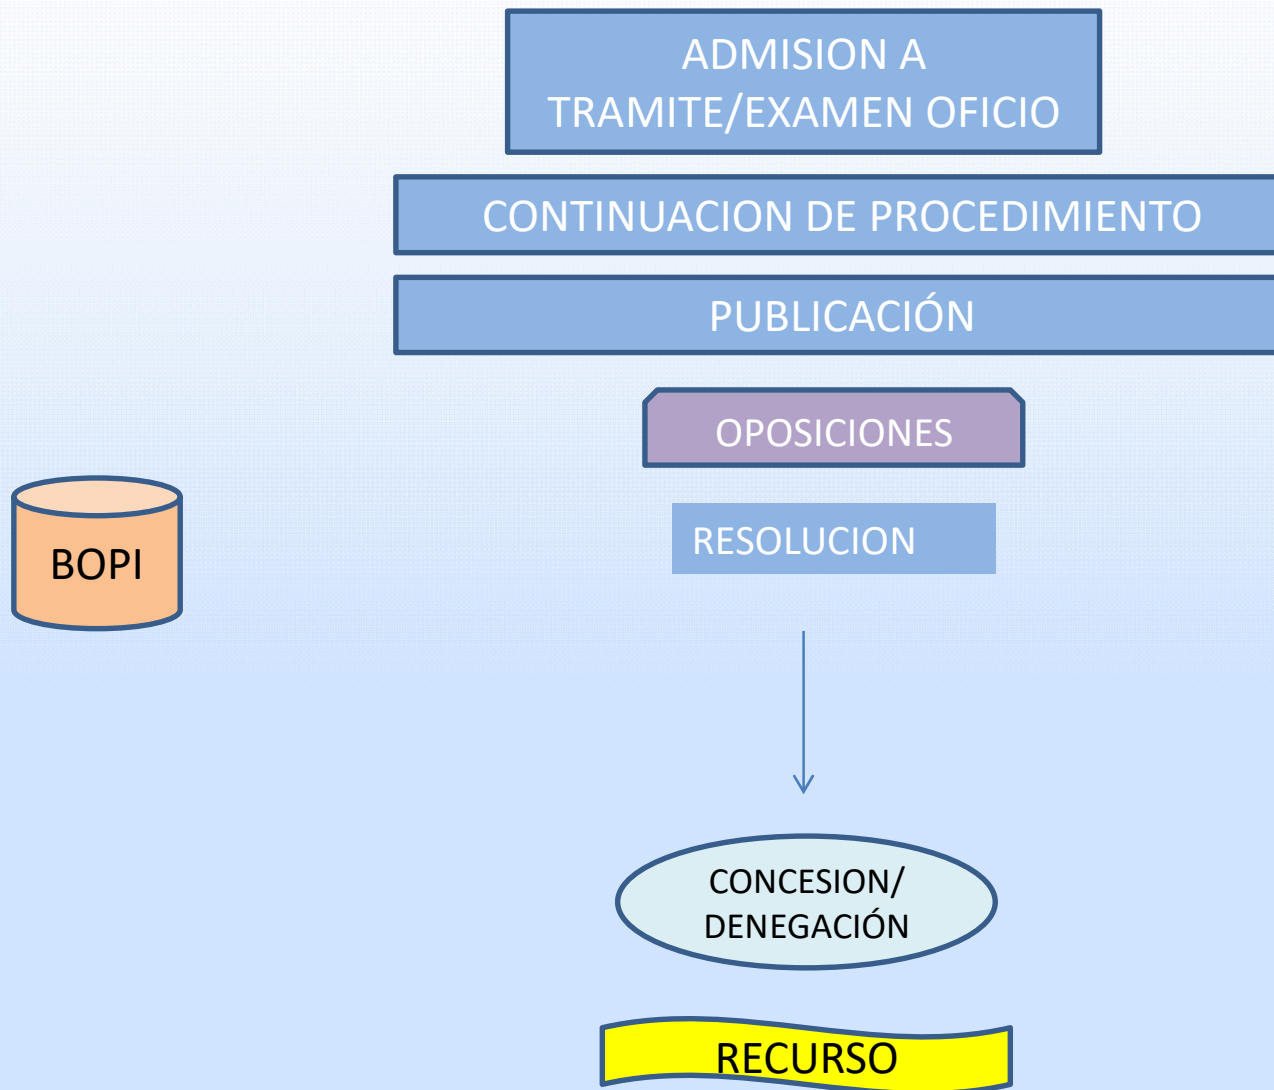 ADMISION A
TRAMITE/EXAMEN OFICIO
CONTINUACION DE PROCEDIMIENTO
PUBLICACIÓN
OPOSICIONES
RESOLUCION
BOPI
CONCESION/
DENEGACIÓN
RECURSO